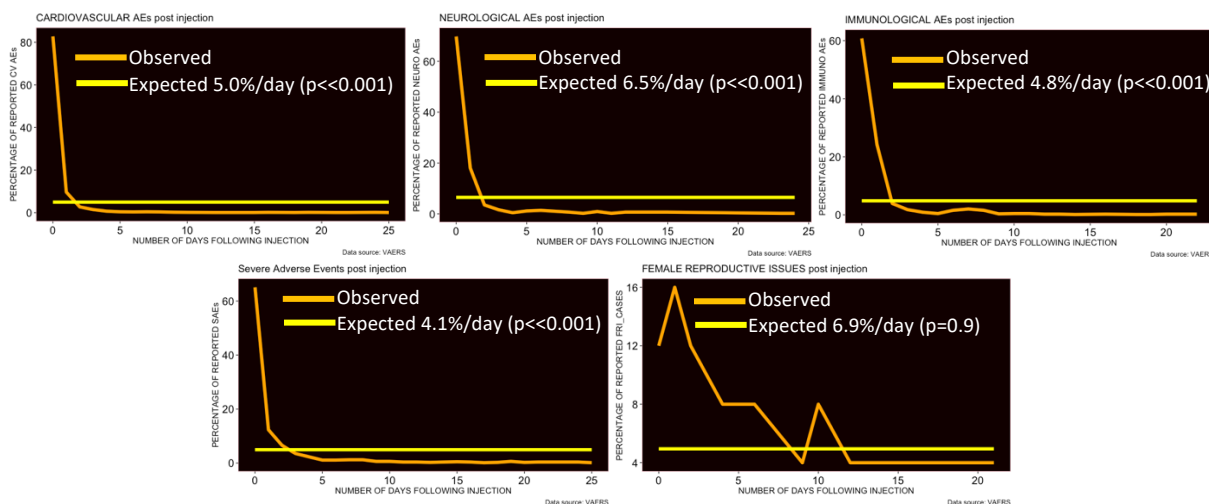 CARDIOVASCULAR AEs post injection
PERCENTAGE OF REPORTED CV AEs
80
60
40
20
0
Observed
Expected 5.0%/day (p<<0.001)
0 5 10 15 20 25
NUMBER OF DAYS FOLLOWING INJECTION
Data source: VAERS
NEUROLOGICAL AEs post injection
PERCENTAGE OF REPORTED NEURO AEs
60
40
20
0
Observed
Expected 6.5%/day (p<<0.001)
0 5 10 15 20 25
NUMBER OF DAYS FOLLOWING INJECTION
Data source: VAERS
IMMUNOLOGICAL AEs post injection
PERCENTAGE OF REPORTED IMMUNO AEs
60
40
20
0
Observed
Expected 4.8%/day (p<<0.001)
0 5 10 15 20
NUMBER OF DAYS FOLLOWING INJECTION
Data source: VAERS
Severe Adverse Events post injection
PERCENTAGE OF REPORTED SAEs
60
40
20
0
Observed
Expected 4.1%/day (p<<0.001)
0 5 10 15 20 25
NUMBER OF DAYS FOLLOWING INJECTION
Data source: VAERS
FEMALE REPRODUCTIVE ISSUES post injection
PERCENTAGE OF REPORTED FRI_CASES
16
12
8
4
Observed
Expected 6.9%/day (p=0.9)
0 5 10 15 20
NUMBER OF DAYS FOLLOWING INJECTION
Data source: VAERS